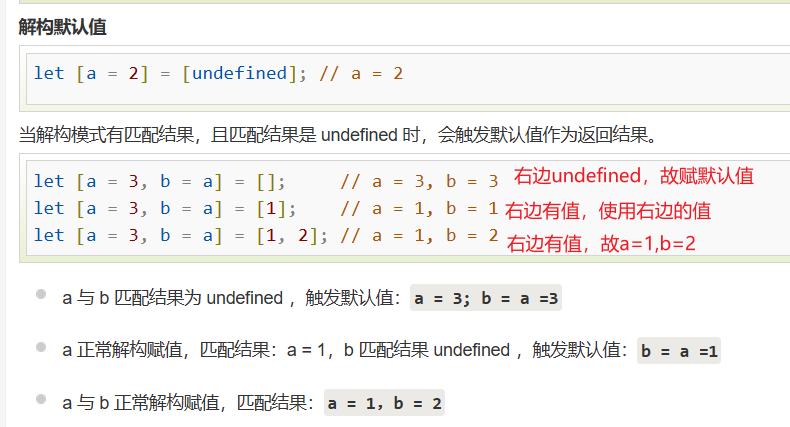 解构默认值
let [a = 2] = [undefined]; // a = 2
当解构模式有匹配结果，且匹配结果是 undefined 时，会触发默认值作为返回结果。
let [a = 3, b = a] = [];     // a = 3, b = 3 右边undefined，故赋默认值
let [a = 3, b = a] = [1];    // a = 1, b = 1 右边有值，使用右边的值
let [a = 3, b = a] = [1, 2]; // a = 1, b = 2 右边有值，故a=1,b=2
a 与 b 匹配结果为 undefined ，触发默认值：a = 3; b = a =3
a 正常解构赋值，匹配结果：a = 1，b 匹配结果 undefined ，触发默认值：b = a =1
a 与 b 正常解构赋值，匹配结果：a = 1，b = 2